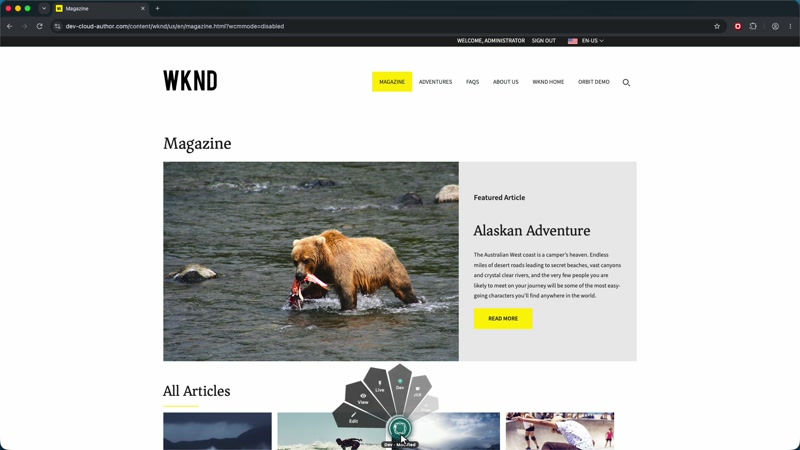 Magazine
dev-cloud-author.com/content/wknd/us/en/magazine.html?wcmmode=disabled
WELCOME, ADMINISTRATOR SIGN OUT EN-US
WKND
MAGAZINE ADVENTURES FAQS ABOUT US WKND HOME ORBIT DEMO
Magazine
Featured Article
Alaskan Adventure
The Australian West coast is a camper's heaven. Endless
miles of desert roads leading to secret beaches, vast canyons
and crystal clear rivers, and the very few people you are
likely to meet on your journey will be some of the most easy-
going characters you'll find anywhere in the world.
READ MORE
All Articles
Edit
View
Live
Dev
JCR